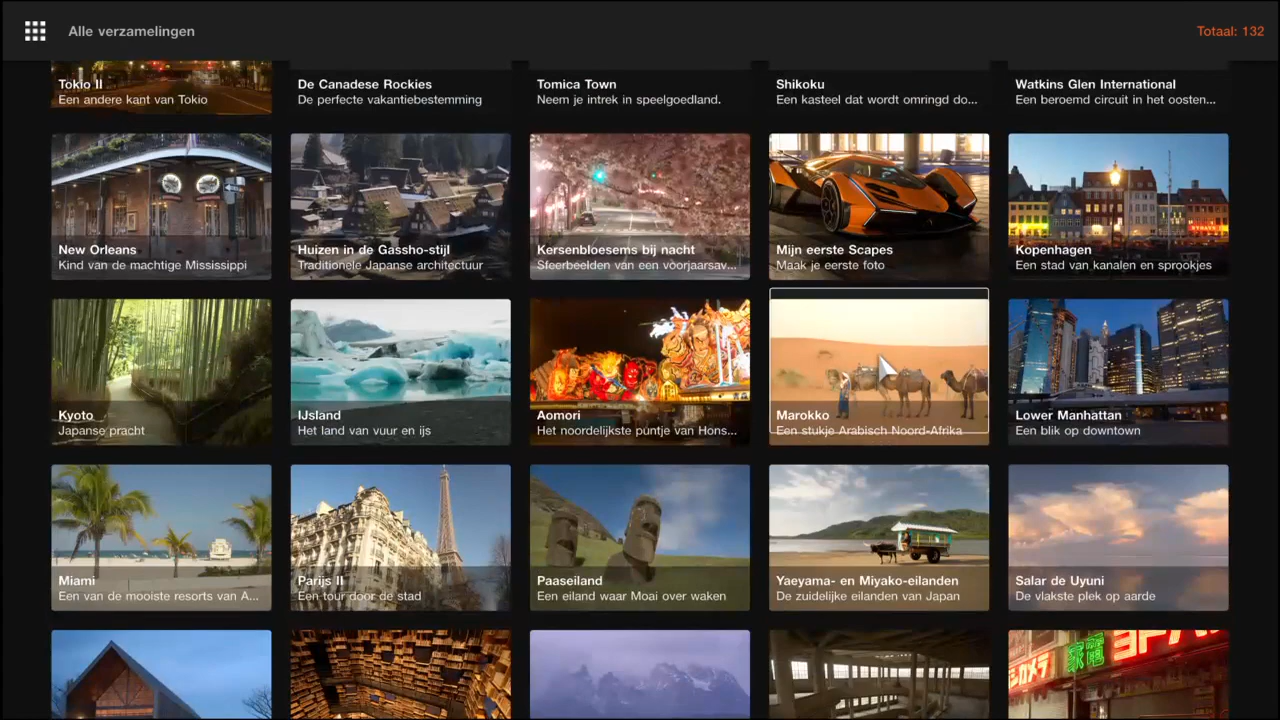 Alle verzamelingen
Totaal: 132
Tokio II
Een andere kant van Tokio
De Canadese Rockies
De perfecte vakantiebestemming
Tomica Town
Neem je intrek in speelgoedland.
Shikoku
Een kasteel dat wordt omringd do...
Watkins Glen International
Een beroemd circuit in het oosten...
New Orleans
Kind van de machtige Mississippi
Huizen in de Gassho-stijl
Traditionele Japanse architectuur
Kersenbloesems bij nacht
Sfeerbeelden van een voorjaarsav...
Mijn eerste Scapes
Maak je eerste foto
Kopenhagen
Een stad van kanalen en sprookjes
Kyoto
Japanse pracht
IJsland
Het land van vuur en ijs
Aomori
Het noordelijkste puntje van Hons...
Marokko
Een stukje Arabisch Noord-Afrika
Lower Manhattan
Een blik op downtown
Miami
Een van de mooiste resorts van A...
Parijs II
Een tour door de stad
Paaseiland
Een eiland waar Moai over waken
Yaeyama- en Miyako-eilanden
De zuidelijke eilanden van Japan
Salar de Uyuni
De vlakste plek op aarde
家電